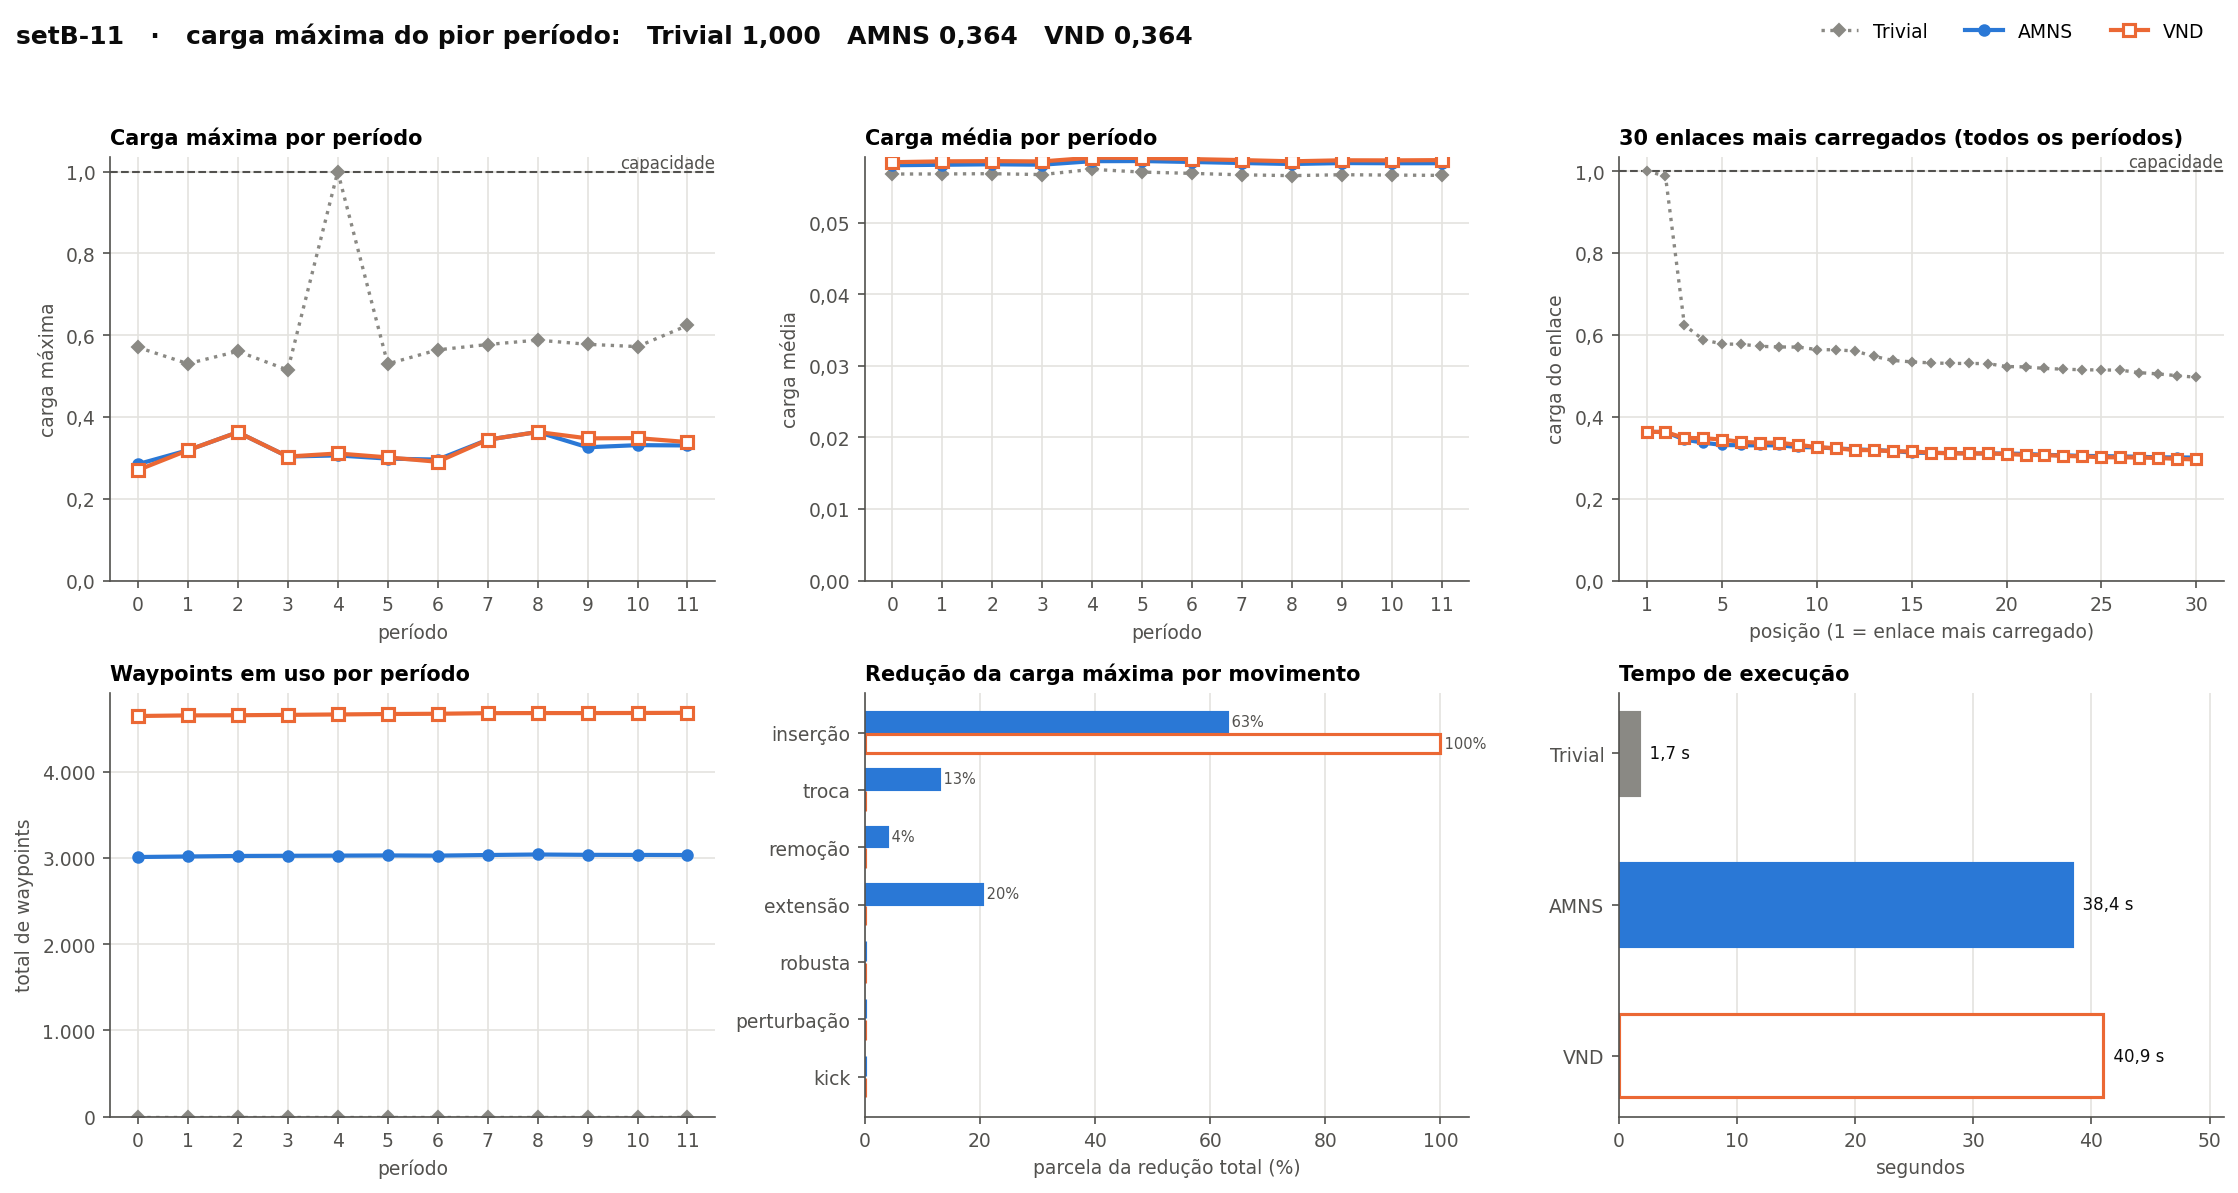 setB-11 · carga máxima do pior período: Trivial 1,000 AMNS 0,364 VND 0,364
Trivial AMNS VND
Carga máxima por período
capacidade
1,0
0,8
0,6
0,4
0,2
0,0
carga máxima
0 1 2 3 4 5 6 7 8 9 10 11
período
Carga média por período
0,05
0,04
0,03
0,02
0,01
0,00
carga média
0 1 2 3 4 5 6 7 8 9 10 11
período
30 enlaces mais carregados (todos os períodos)
capacidade
1,0
0,8
0,6
0,4
0,2
0,0
carga do enlace
1 5 10 15 20 25 30
posição (1 = enlace mais carregado)
Waypoints em uso por período
4.000
3.000
2.000
1.000
0
total de waypoints
0 1 2 3 4 5 6 7 8 9 10 11
período
Redução da carga máxima por movimento
inserção 63%
100%
troca 13%
remoção 4%
extensão 20%
robusta
perturbação
kick
0 20 40 60 80 100
parcela da redução total (%)
Tempo de execução
Trivial 1,7 s
AMNS 38,4 s
VND 40,9 s
0 10 20 30 40 50
segundos